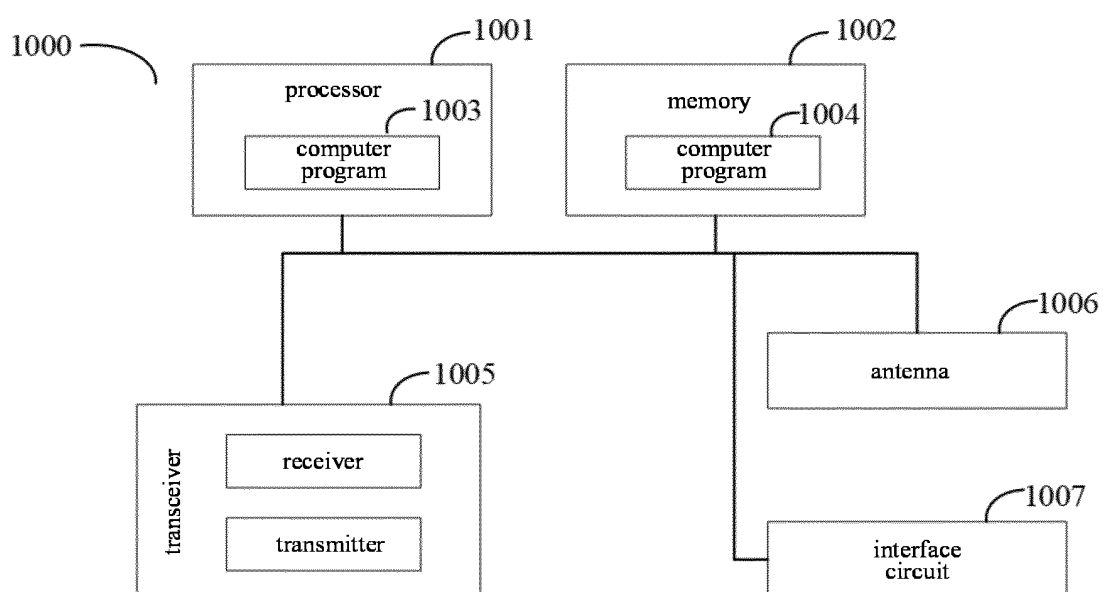 1000
1001
1002
processor
memory
1003
1004
computer
program
computer
program
1006
antenna
1005
transceiver
receiver
transmitter
1007
interface
circuit